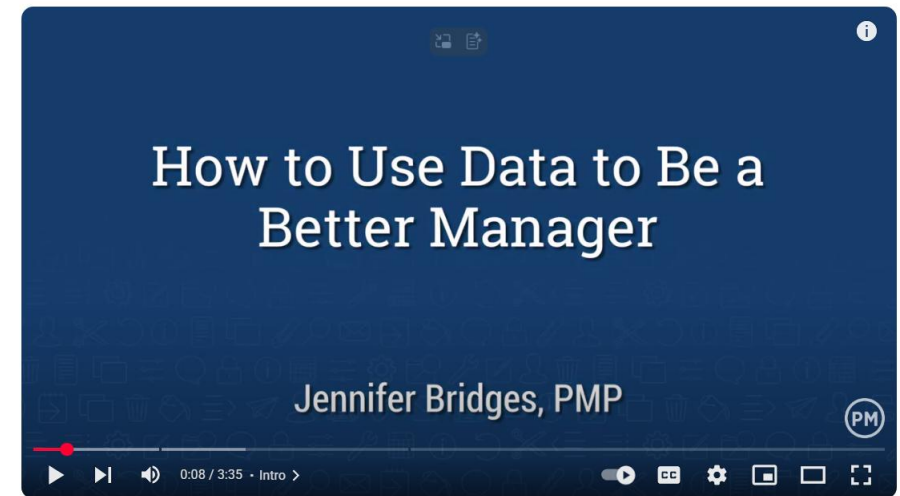 i
How to Use Data to Be a
Better Manager
Jennifer Bridges, PMP
PM
0:08 / 3:35 • Intro >
CC